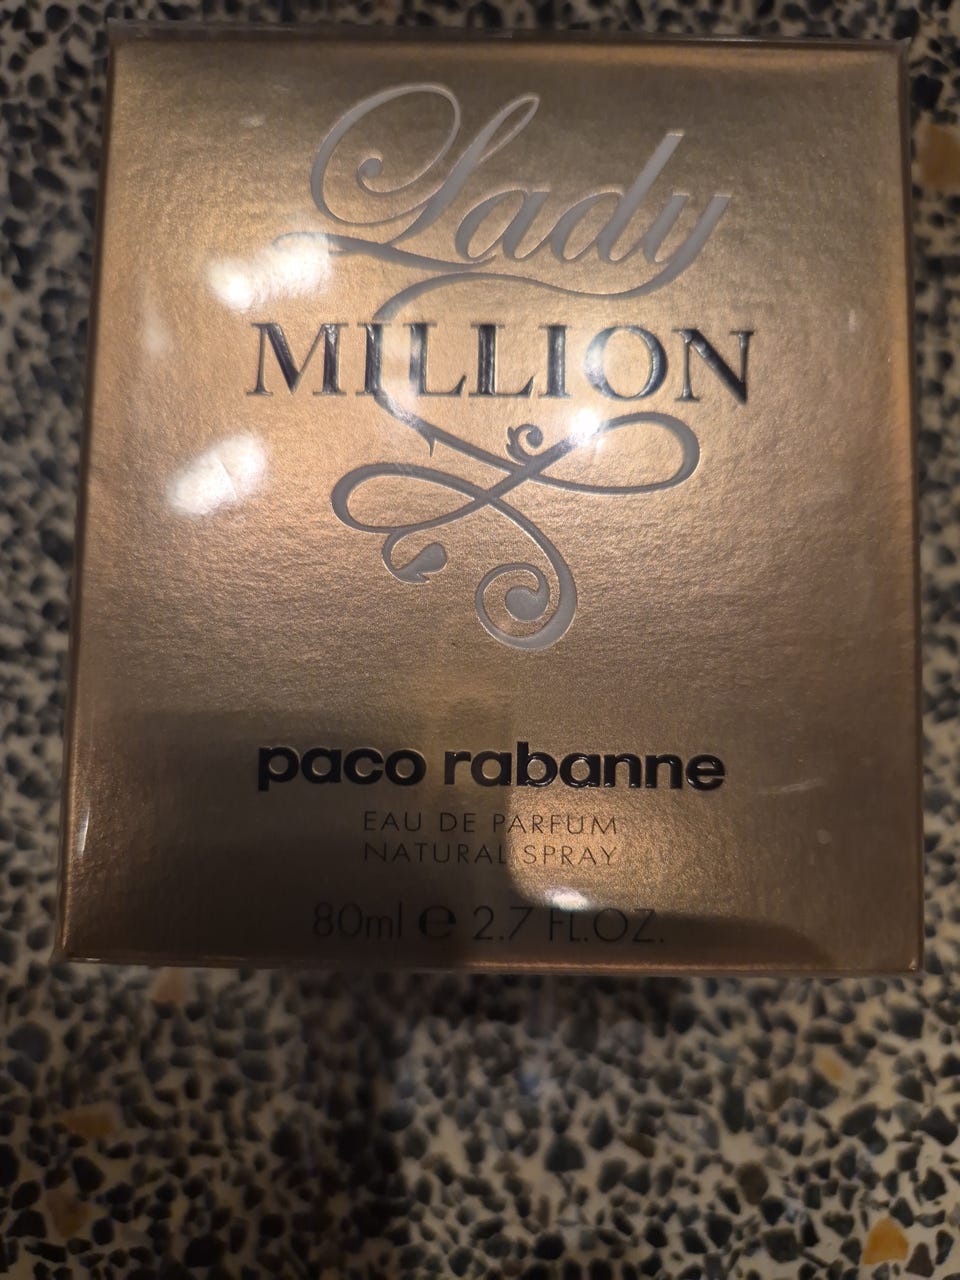 Lady
MILLION
paco rabanne
EAU DE PARFUM
NATURAL SPRAY
80ml ℮ 2.7 FL.OZ.